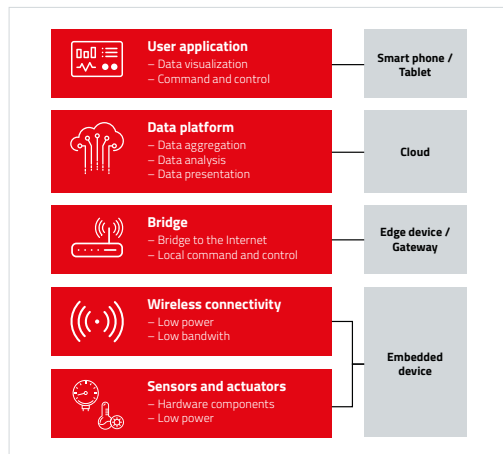 User application
– Data visualization
– Command and control
Smart phone /
Tablet
Data platform
– Data aggregation
– Data analysis
– Data presentation
Cloud
Bridge
– Bridge to the Internet
– Local command and control
Edge device /
Gateway
Wireless connectivity
– Low power
– Low bandwith
Sensors and actuators
– Hardware components
– Low power
Embedded
device